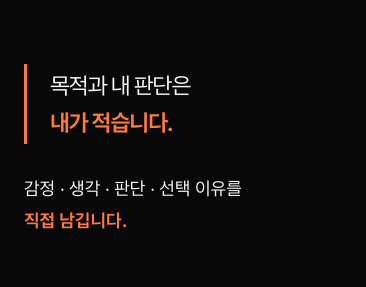 목적과 내 판단은
내가 적습니다.
감정 · 생각 · 판단 · 선택 이유를
직접 남깁니다.